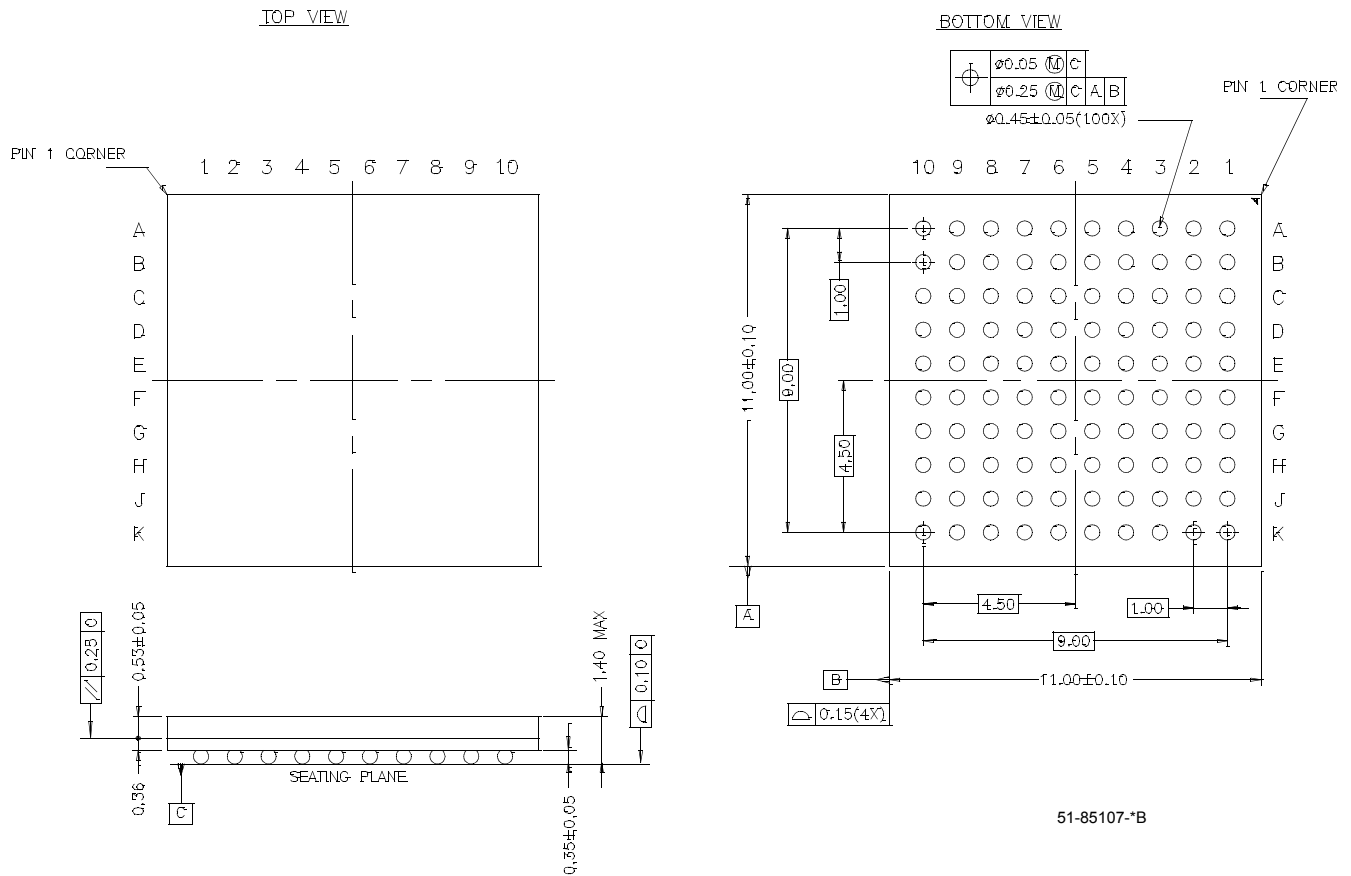 TOP VIEW
BOTTOM VIEW
⌀0.05 Ⓜ C
⌀0.25 Ⓜ C A B
⌀0.45±0.05(100X)
PIN 1 CORNER
PIN 1 CORNER
1 2 3 4 5 6 7 8 9 10
10 9 8 7 6 5 4 3 2 1
A
B
C
D
E
F
G
H
J
K
A
B
C
D
E
F
G
H
J
K
1.00
11.00±0.10
9.00
4.50
A
4.50
1.00
9.00
B
11.00±0.10
0.15(4X)
// 0.25 C
0.53±0.05
1.40 MAX
0.10 C
SEATING PLANE
0.36
C
0.35±0.05
51-85107-*B